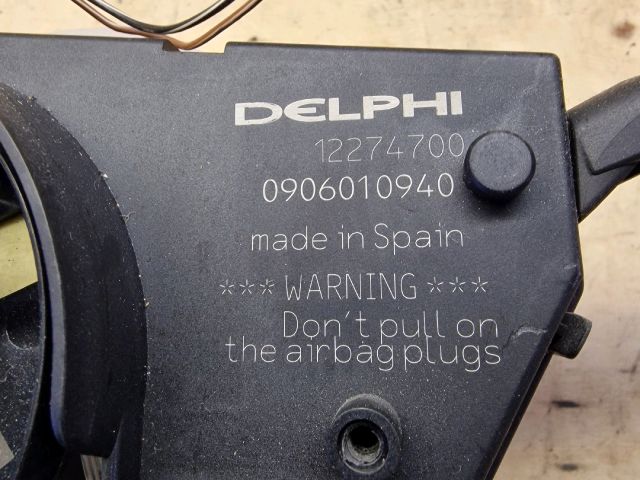 DELPHI
12274700
0906010940
made in Spain
*** WARNING ***
Don't pull on
the airbag plugs